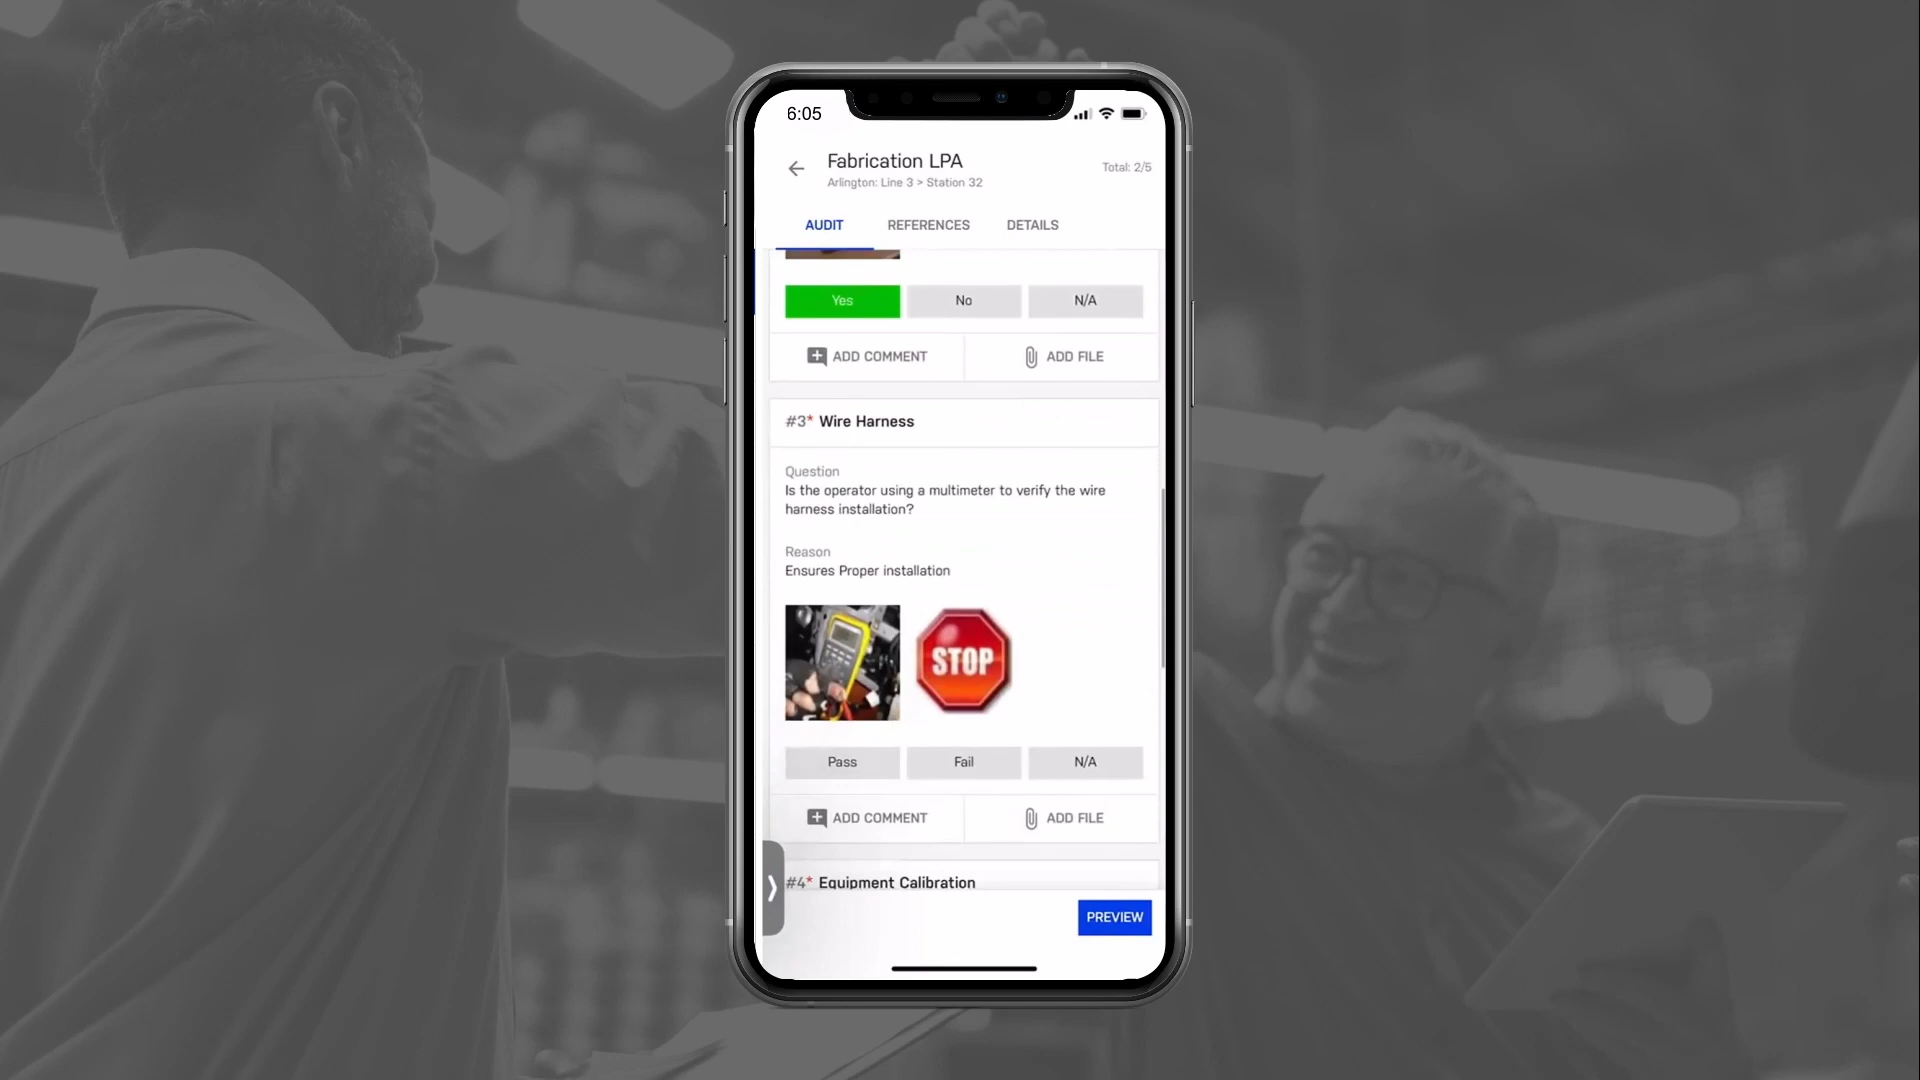 6:05
Fabrication LPA
Total: 2/5
Arlington: Line 3 > Station 32
AUDIT REFERENCES DETAILS
Yes No N/A
ADD COMMENT ADD FILE
#3* Wire Harness
Question
Is the operator using a multimeter to verify the wire
harness installation?
Reason
Ensures Proper installation
STOP
Pass Fail N/A
ADD COMMENT ADD FILE
#4* Equipment Calibration
PREVIEW